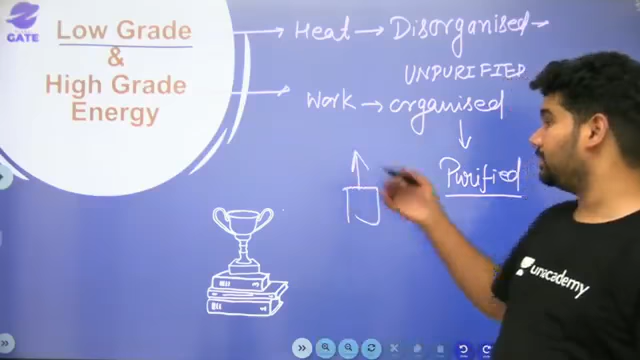 GATE
Low Grade
&
High Grade
Energy
Heat → Disorganised
UNPURIFIED
Work → organised
↓
Purified
unacademy